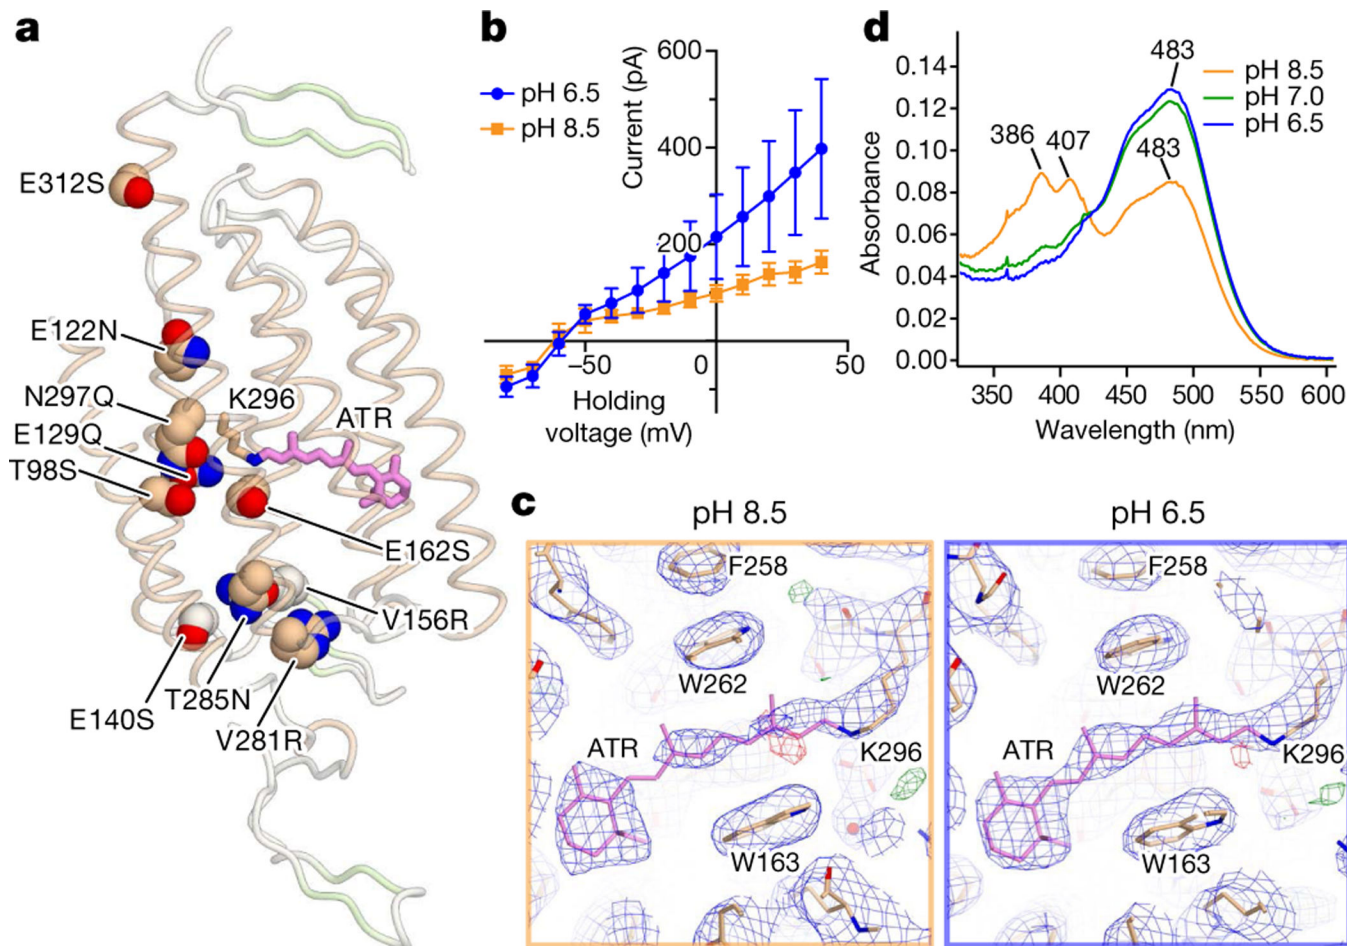 a
E312S
E122N
N297Q
E129Q
T98S
K296
ATR
E162S
V156R
T285N
E140S
V281R
b
pH 6.5
pH 8.5
Current (pA)
600
400
200
–50
0
50
Holding
voltage (mV)
d
Absorbance
0.14
0.12
0.10
0.08
0.06
0.04
0.02
0.00
386
407
483
483
pH 8.5
pH 7.0
pH 6.5
350
400
450
500
550
600
Wavelength (nm)
c
pH 8.5
F258
W262
ATR
K296
W163
pH 6.5
F258
W262
ATR
K296
W163